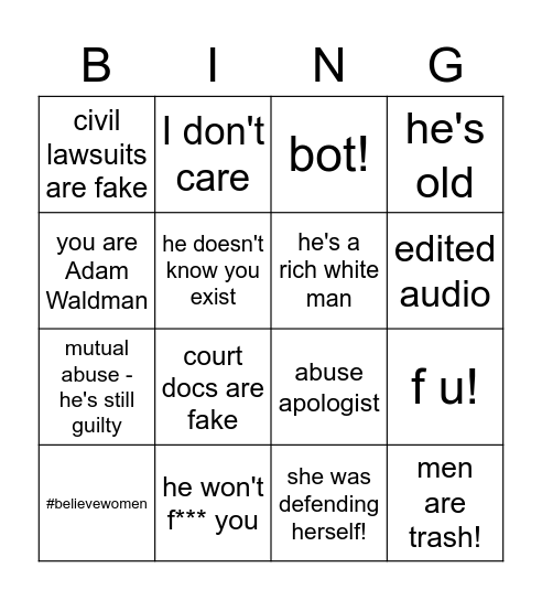 B I N G
civil
lawsuits
are fake
I don't
care
bot!
he's
old
you are
Adam
Waldman
he doesn't
know you
exist
he's a
rich white
man
edited
audio
mutual
abuse -
he's still
guilty
court
docs are
fake
abuse
apologist
f u!
#believewomen
he won't
f*** you
she was
defending
herself!
men
are
trash!